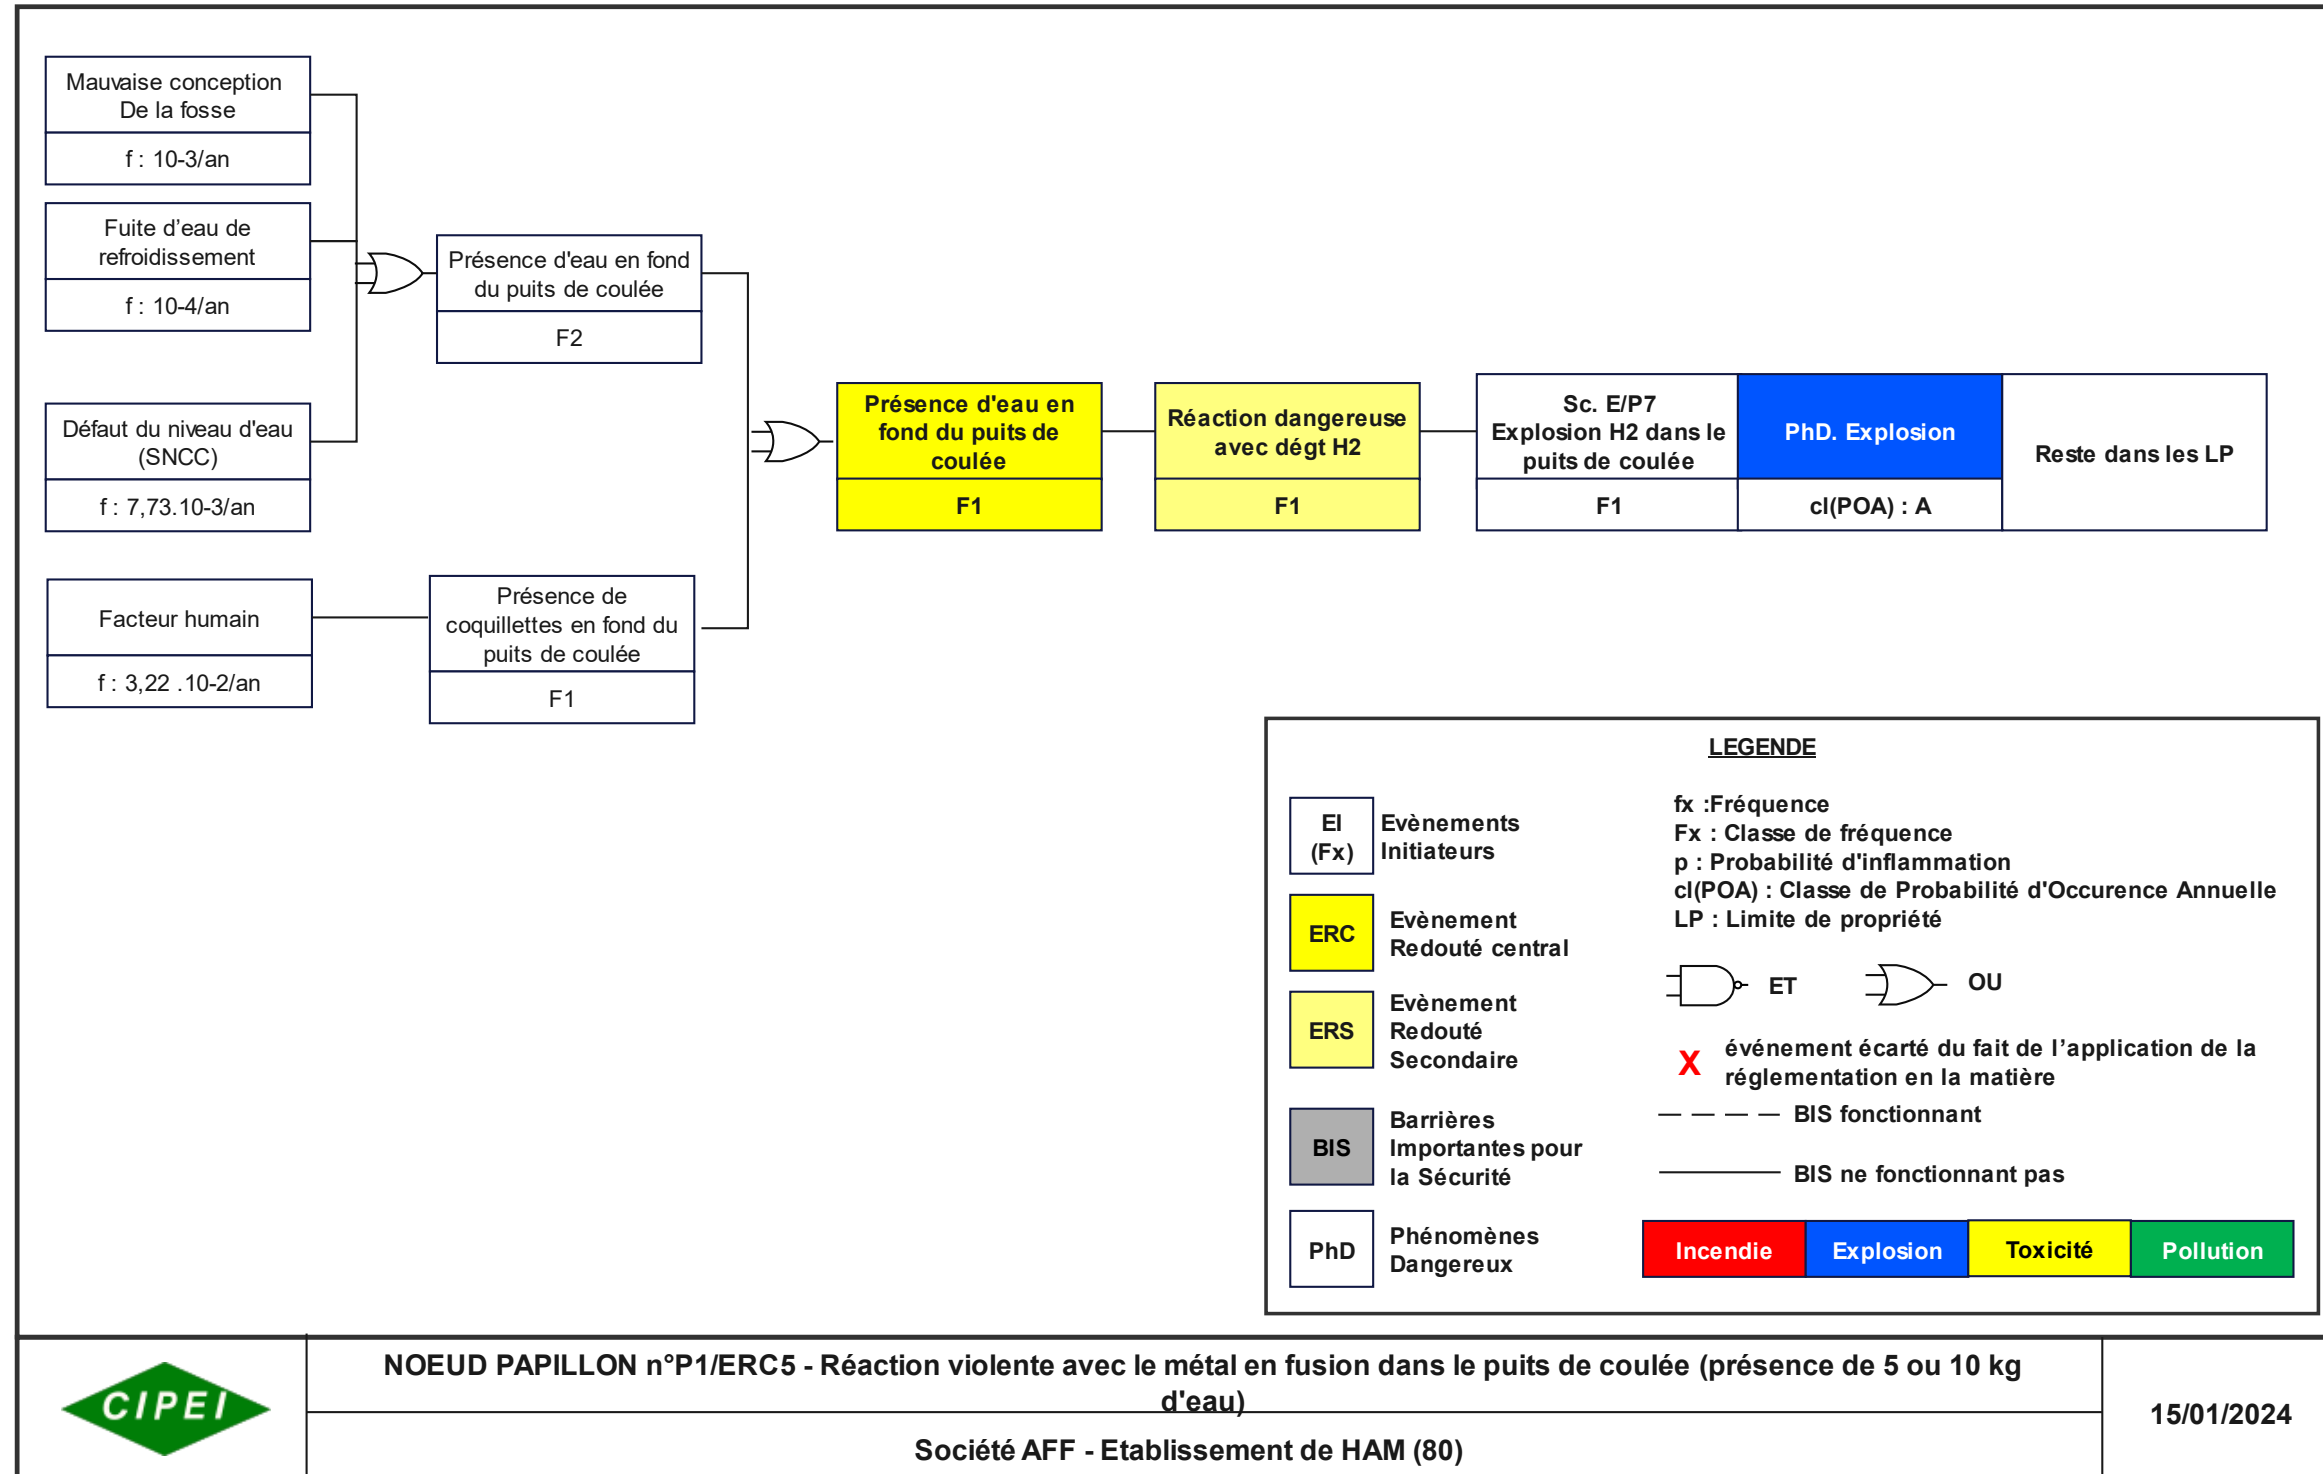 Mauvaise conception
De la fosse
f : 10-3/an
Fuite d’eau de
refroidissement
f : 10-4/an
Défaut du niveau d'eau
(SNCC)
f : 7,73.10-3/an
Facteur humain
f : 3,22 .10-2/an
Présence d'eau en fond
du puits de coulée
F2
Présence de
coquillettes en fond du
puits de coulée
F1
Présence d'eau en
fond du puits de
coulée
F1
Réaction dangereuse
avec dégt H2
F1
Sc. E/P7
Explosion H2 dans le
puits de coulée
F1
PhD. Explosion
cl(POA) : A
Reste dans les LP
LEGENDE
EI
(Fx)
Evènements
Initiateurs
ERC
Evènement
Redouté central
ERS
Evènement
Redouté
Secondaire
BIS
Barrières
Importantes pour
la Sécurité
PhD
Phénomènes
Dangereux
fx :Fréquence
Fx : Classe de fréquence
p : Probabilité d'inflammation
cl(POA) : Classe de Probabilité d'Occurence Annuelle
LP : Limite de propriété
ET
OU
X
événement écarté du fait de l’application de la
réglementation en la matière
BIS fonctionnant
BIS ne fonctionnant pas
Incendie
Explosion
Toxicité
Pollution
CIPEI
NOEUD PAPILLON n°P1/ERC5 - Réaction violente avec le métal en fusion dans le puits de coulée (présence de 5 ou 10 kg
d'eau)
Société AFF - Etablissement de HAM (80)
15/01/2024